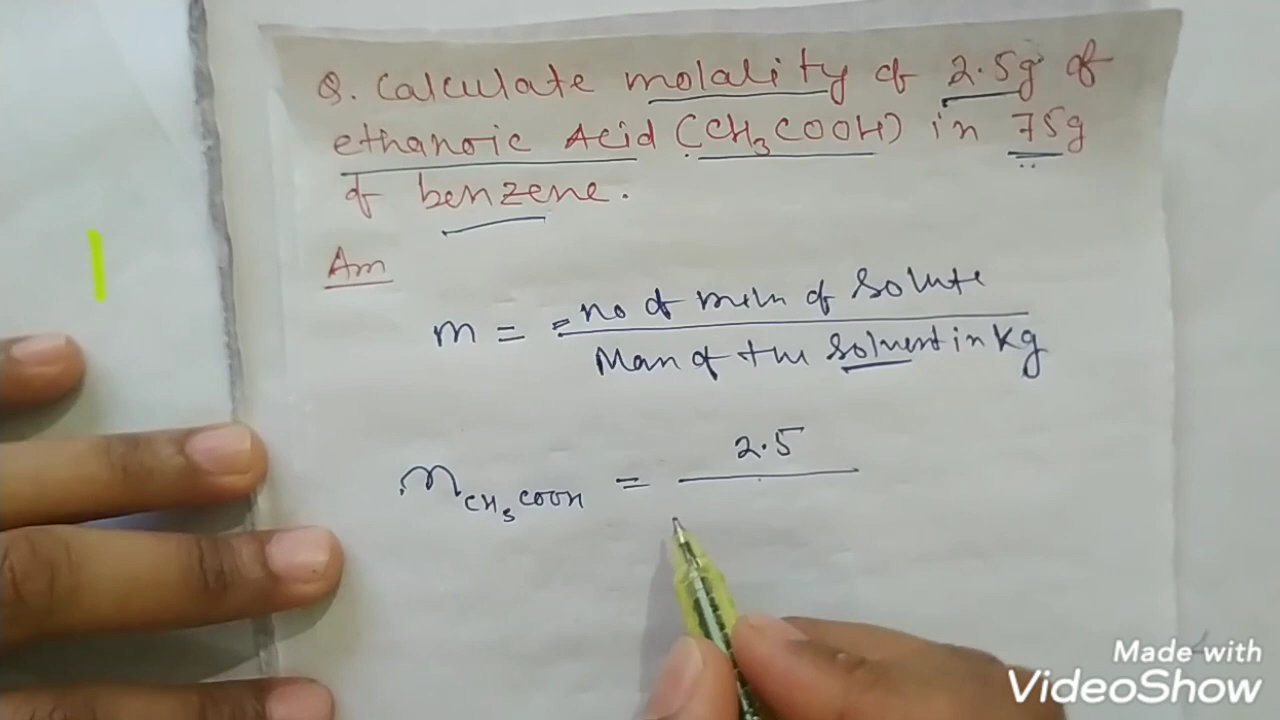 Q. Calculate molality of 2.5g of
ethanoic Acid (CH₃COOH) in 75g
of benzene.
Ans
m = no of moles of Solute
Mass of the solvent in kg
n CH₃COOH = 2.5
Made with
VideoShow